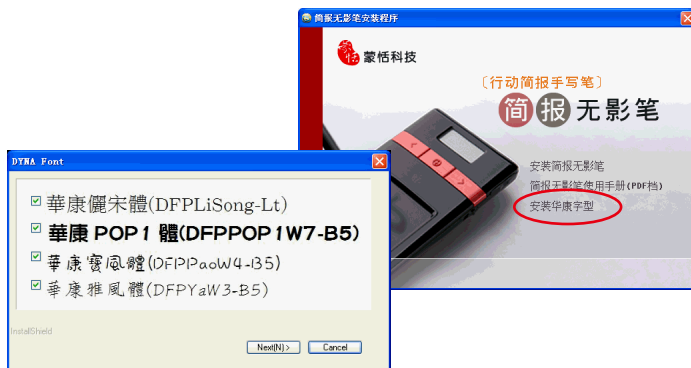 简报无影笔安装程序
蒙恬
蒙恬科技
〔行动简报手写笔〕
简报无影笔
安装简报无影笔
简报无影笔使用手册(PDF档)
安装华康字型
DYNA Font
華康儷宋體(DFPLiSong-Lt)
華康 POP1 體(DFPPOP1W7-B5)
華康寶風體(DFPPaoW4-B5)
華康雅風體(DFPYaW3-B5)
InstallShield
Next(N) >
Cancel